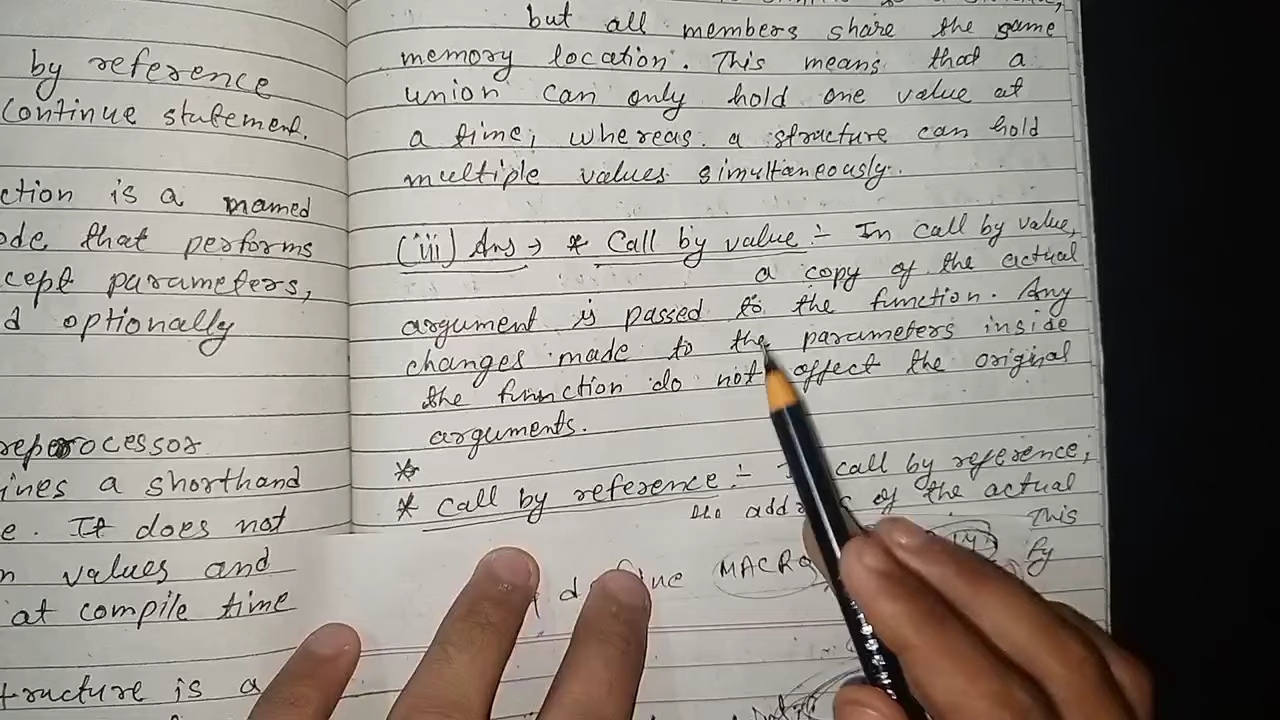 by reference
continue statement.
ction is a named
ode that performs
cept parameters,
d optionally
reprocessor
ines a shorthand
e. It does not
n values and
at compile time
tructure is a
but all members share the same
memory location. This means that a
union can only hold one value at
a time; whereas a structure can hold
multiple values simultaneously.
(iii) Ans → * Call by value :- In call by value,
a copy of the actual
argument is passed to the function. Any
changes made to the parameters inside
the function do not affect the original
arguments.
*
* Call by reference :- call by reference,
of the actual
This
fy
MACRO